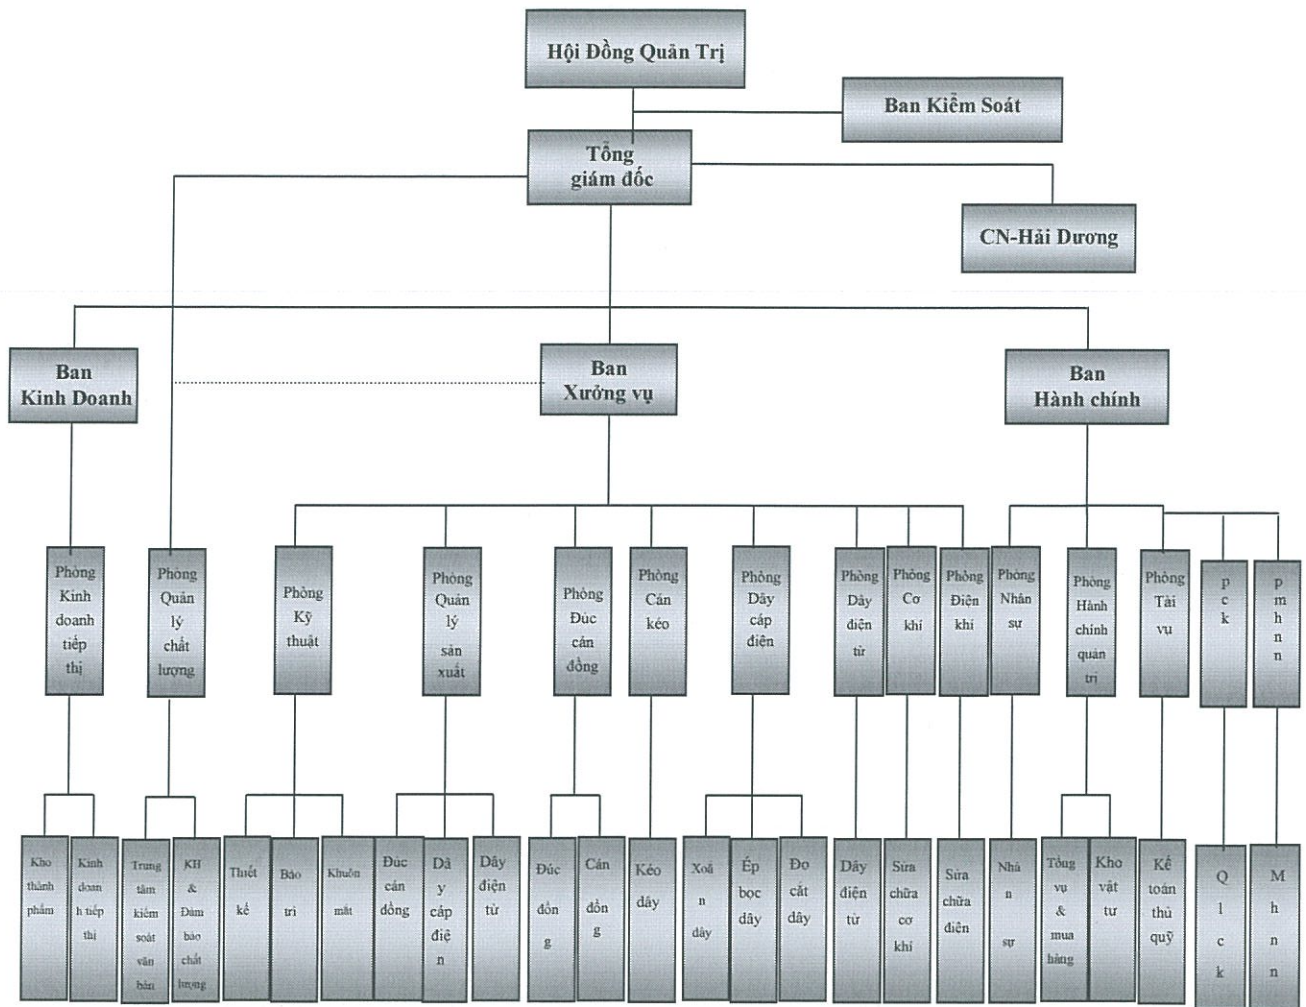 Hội Đồng Quản Trị
Ban Kiểm Soát
Tổng
giám đốc
CN-Hải Dương
Ban
Kinh Doanh
Ban
Xưởng vụ
Ban
Hành chính
Phòng
Kinh
doanh
tiếp
thị
Phòng
Quản
lý
chất
lượng
Phòng
Kỹ
thuật
Phòng
Quản
lý
sản
xuất
Phòng
Đúc
cán
đồng
Phòng
Cán
kéo
Phòng
Dây
cáp
điện
Phòng
Dây
điện
từ
Phòng
Cơ
khí
Phòng
Điện
khí
Phòng
Nhân
sự
Phòng
Hành
chính
quản
trị
Phòng
Tài
vụ
p
c
k
p
m
h
n
n
Kho
thành
phẩm
Kinh
doan
h tiếp
thị
Trung
tâm
kiểm
soát
văn
bản
KH
&
Đảm
bảo
chất
lượng
Thiết
kế
Bảo
trì
Khuôn
mắt
Đúc
cán
đồng
Dâ
y
cáp
điệ
n
Dây
điện
từ
Đúc
đồn
g
Cán
đồn
g
Kéo
dây
Xoắ
n
dây
Ép
bọc
dây
Đo
cắt
dây
Dây
điện
từ
Sửa
chữa
cơ
khí
Sửa
chữa
điện
Nhâ
n
sự
Tổng
vụ
&
mua
hàng
Kho
vật
tư
Kế
toán
thủ
quỹ
Q
l
c
k
M
h
n
n